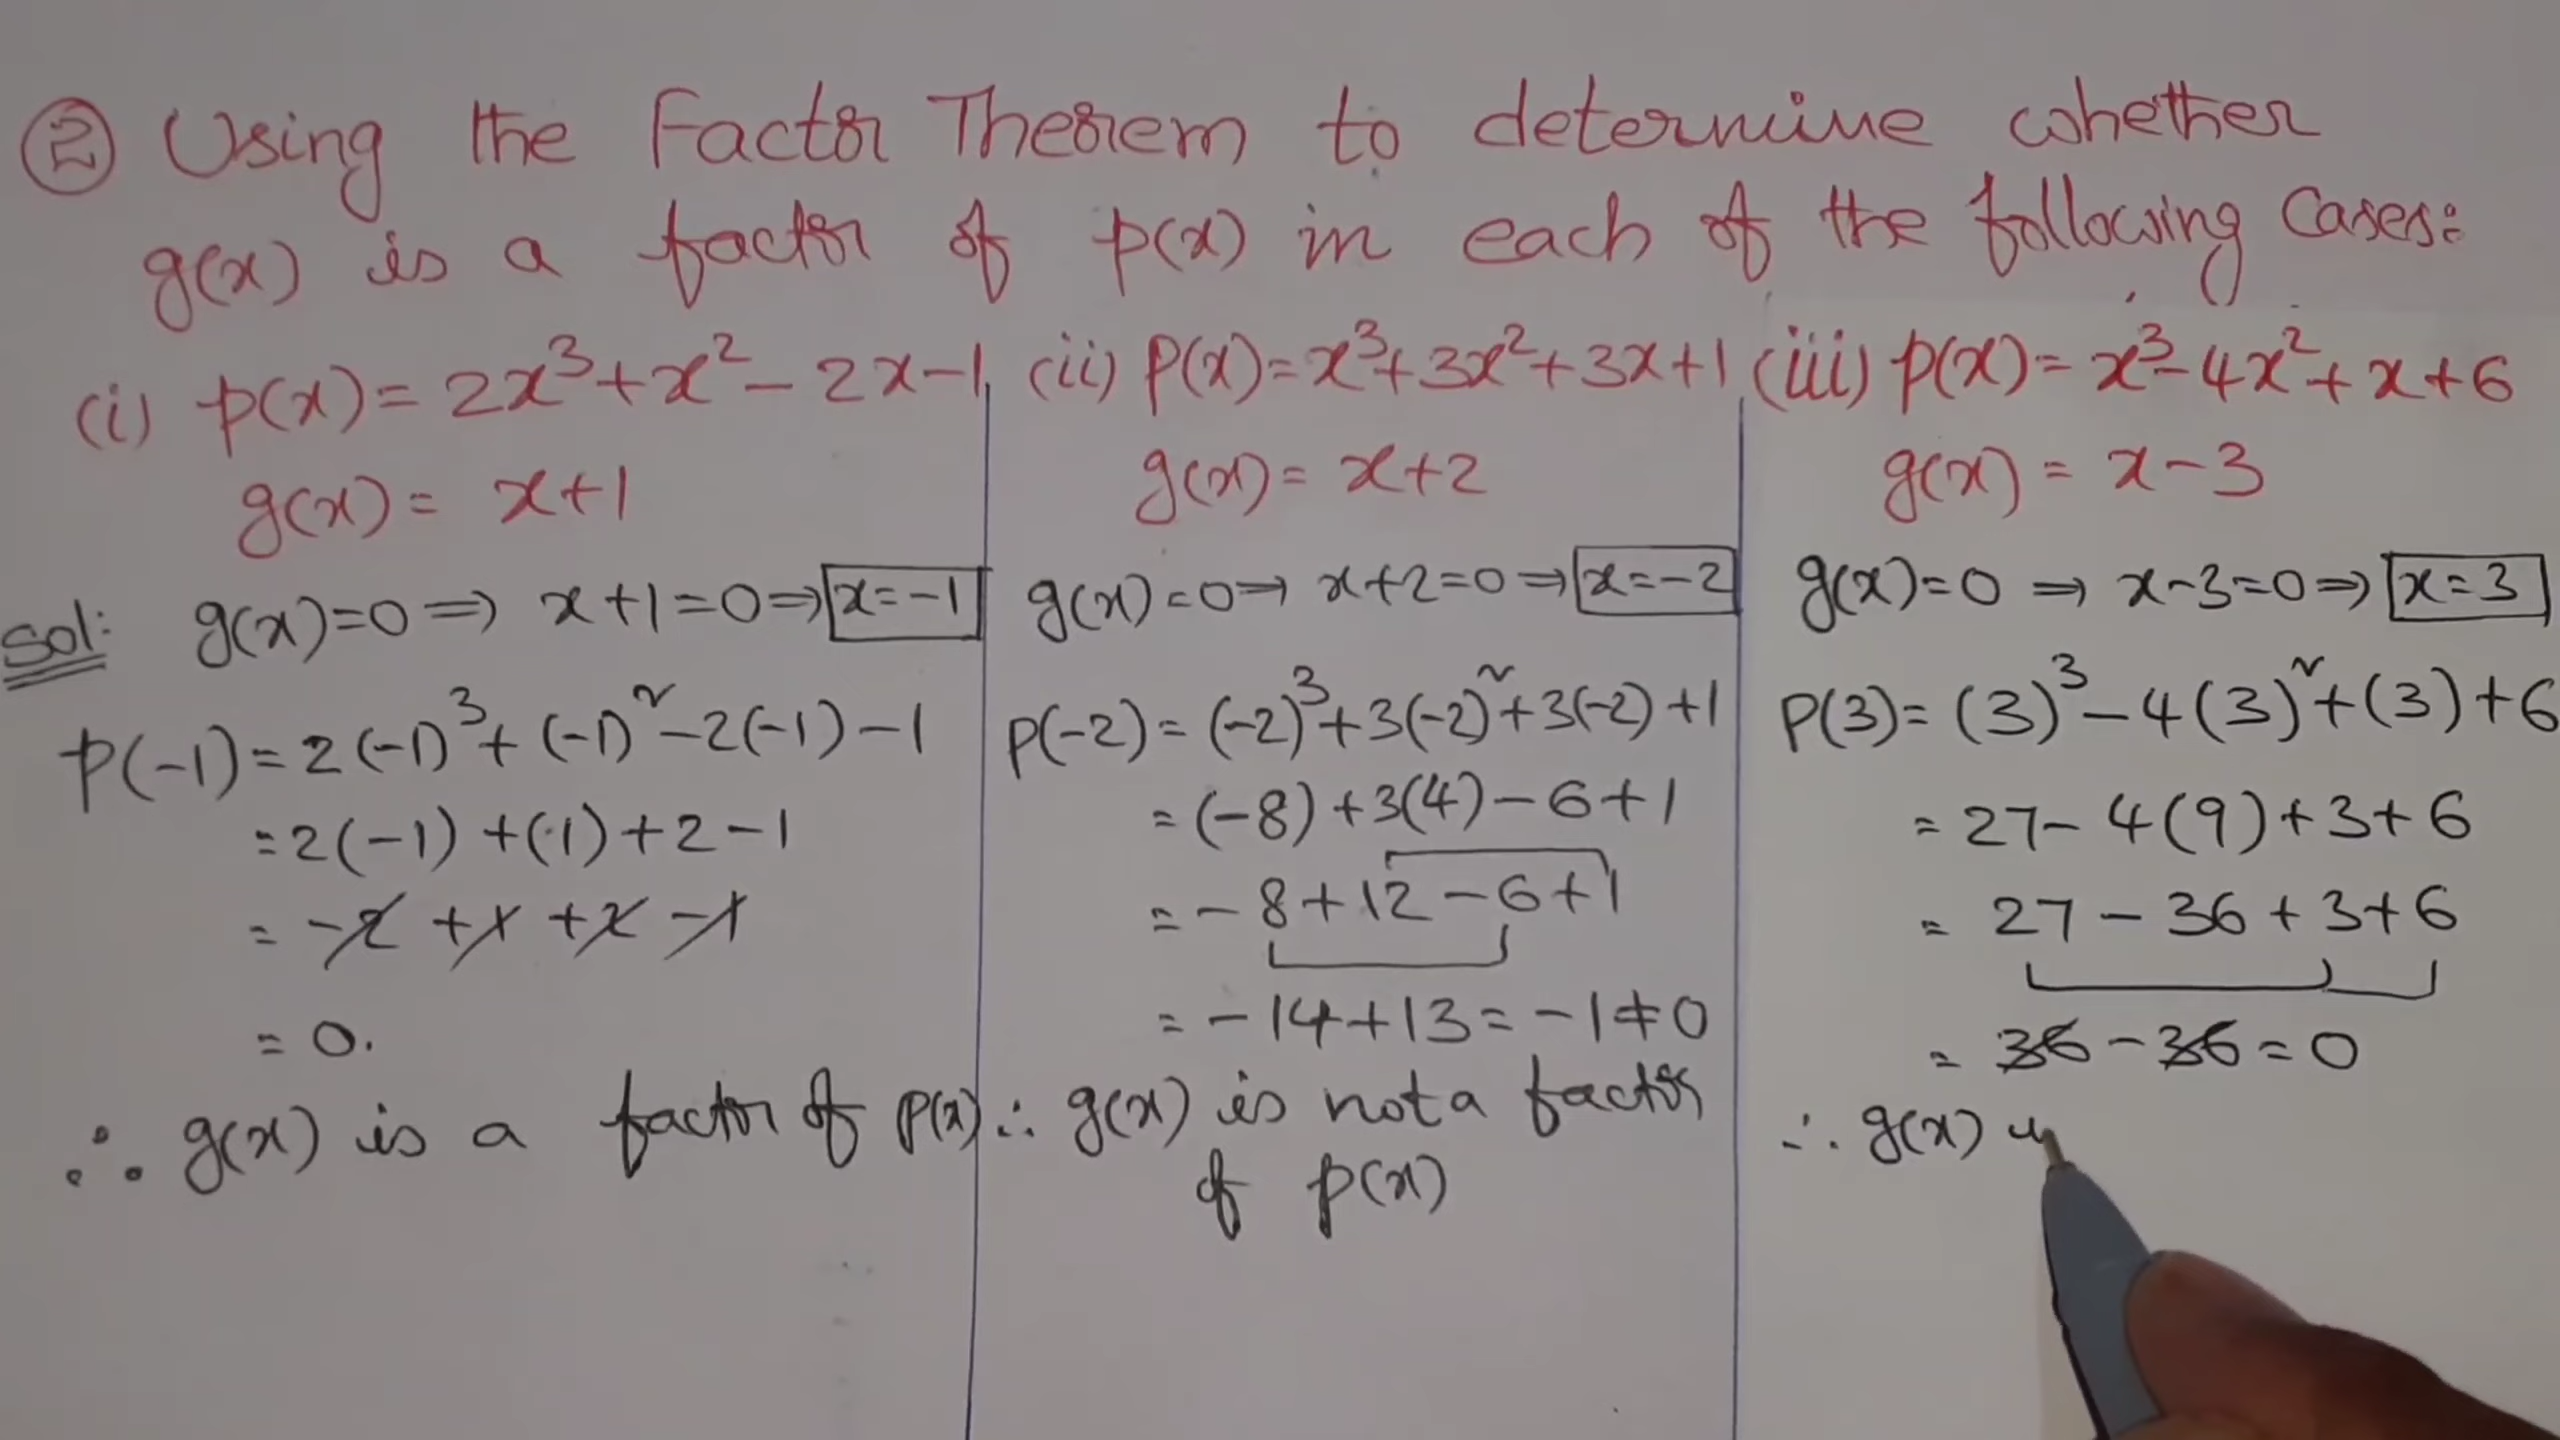 ② Using the Factor Theorem to determine whether
g(x) is a factor of p(x) in each of the following Cases:
(i) p(x) = 2x³ + x² - 2x - 1
g(x) = x+1
Sol: g(x)=0 ⇒ x+1=0 ⇒ x=-1
p(-1) = 2(-1)³ + (-1)² - 2(-1) - 1
= 2(-1) + (1) + 2 - 1
= -2 + 1 + 2 - 1
= 0.
∴ g(x) is a factor of p(x)
(ii) P(x) = x³ + 3x² + 3x + 1
g(x) = x+2
g(x)=0 ⇒ x+2=0 ⇒ x=-2
p(-2) = (-2)³ + 3(-2)² + 3(-2) + 1
= (-8) + 3(4) - 6 + 1
= - 8 + 12 - 6 + 1
= - 14 + 13 = - 1 ≠ 0
∴ g(x) is not a factor
of p(x)
(iii) p(x) = x³ - 4x² + x + 6
g(x) = x - 3
g(x)=0 ⇒ x-3=0 ⇒ x=3
P(3) = (3)³ - 4(3)² + (3) + 6
= 27 - 4(9) + 3 + 6
= 27 - 36 + 3 + 6
= 36 - 36 = 0
∴ g(x)